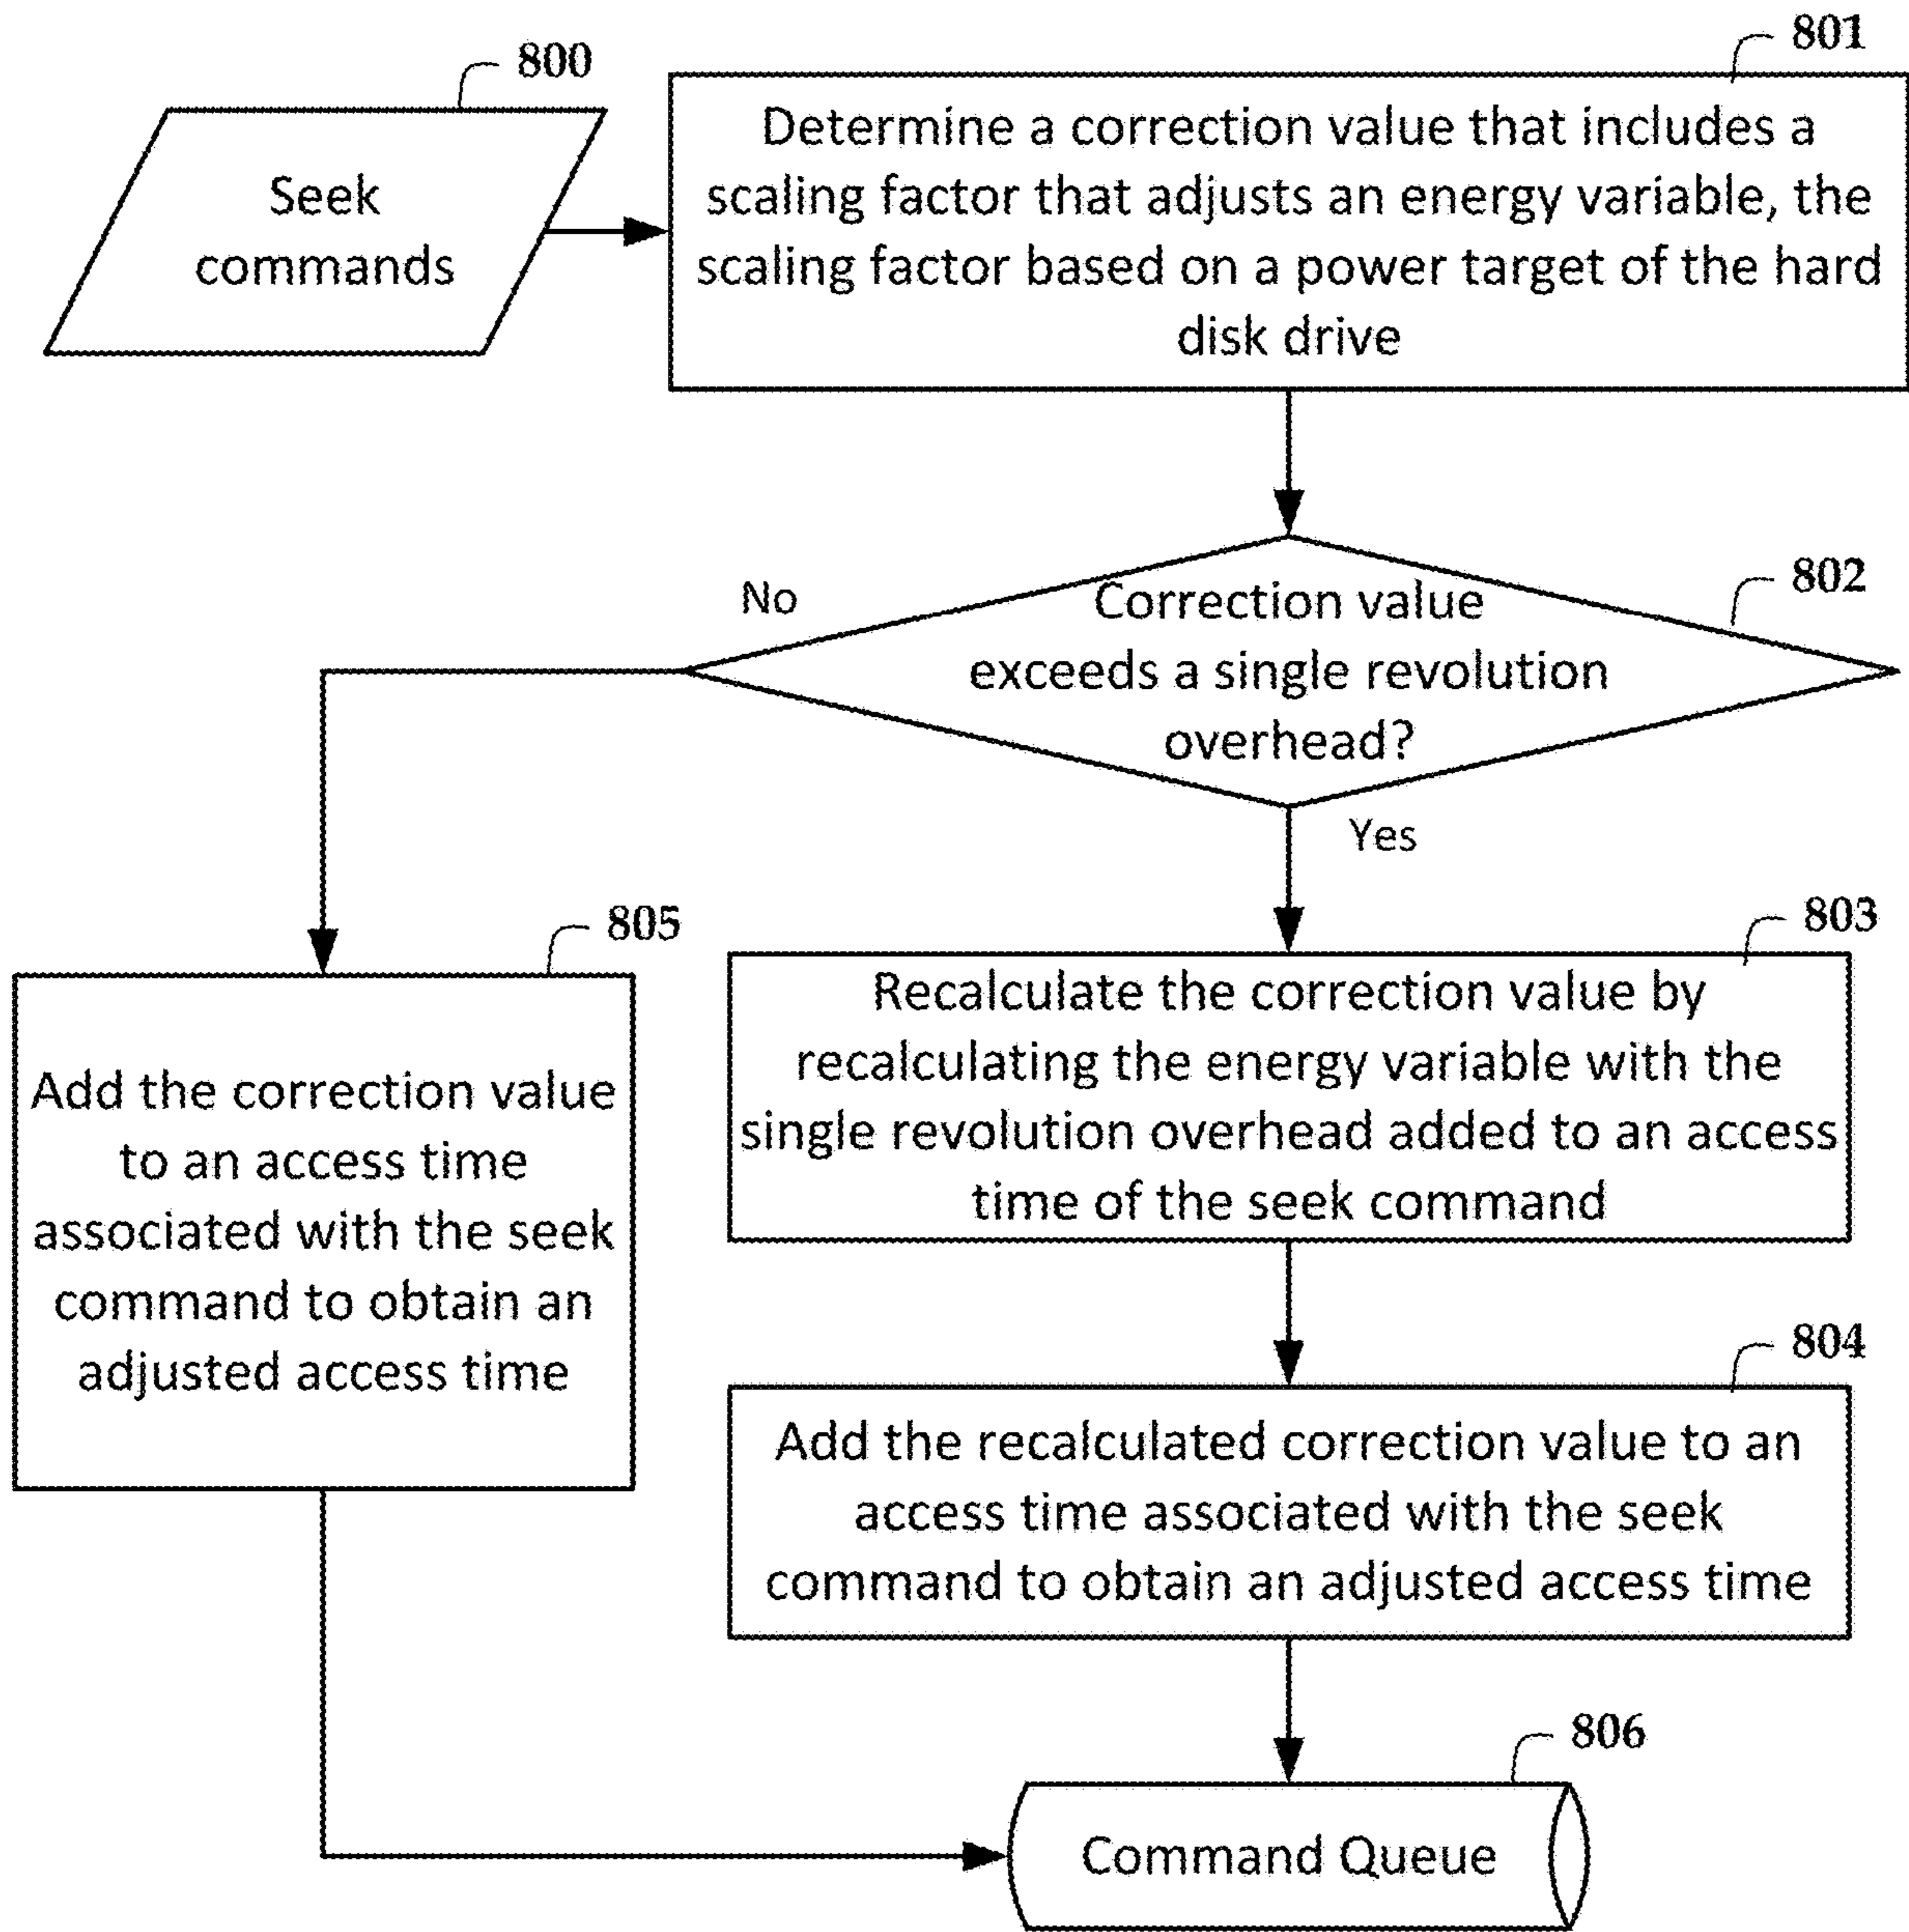 800
Seek
commands
801
Determine a correction value that includes a
scaling factor that adjusts an energy variable, the
scaling factor based on a power target of the hard
disk drive
802
Correction value
exceeds a single revolution
overhead?
No
Yes
805
Add the correction value
to an access time
associated with the seek
command to obtain an
adjusted access time
803
Recalculate the correction value by
recalculating the energy variable with the
single revolution overhead added to an access
time of the seek command
804
Add the recalculated correction value to an
access time associated with the seek
command to obtain an adjusted access time
806
Command Queue